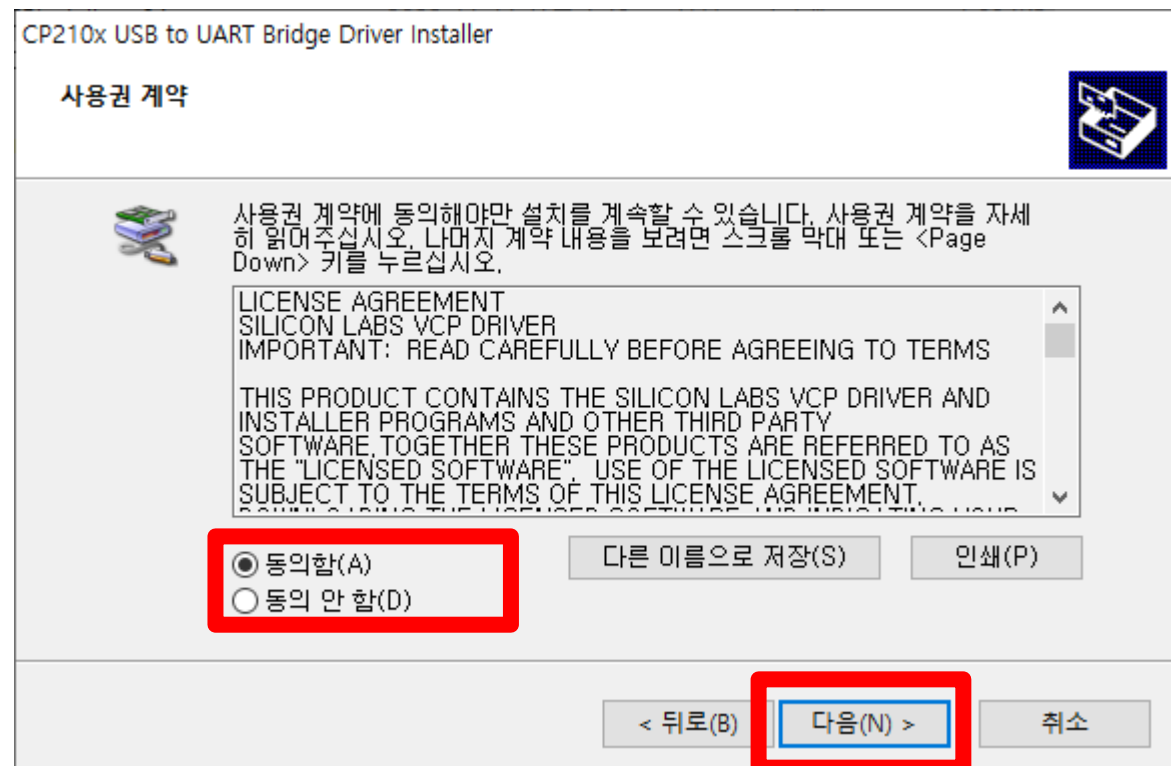 CP210x USB to UART Bridge Driver Installer
사용권 계약
사용권 계약에 동의해야만 설치를 계속할 수 있습니다. 사용권 계약을 자세
히 읽어주십시오. 나머지 계약 내용을 보려면 스크롤 막대 또는 <Page
Down> 키를 누르십시오.
LICENSE AGREEMENT
SILICON LABS VCP DRIVER
IMPORTANT: READ CAREFULLY BEFORE AGREEING TO TERMS
THIS PRODUCT CONTAINS THE SILICON LABS VCP DRIVER AND
INSTALLER PROGRAMS AND OTHER THIRD PARTY
SOFTWARE.TOGETHER THESE PRODUCTS ARE REFERRED TO AS
THE "LICENSED SOFTWARE". USE OF THE LICENSED SOFTWARE IS
SUBJECT TO THE TERMS OF THIS LICENSE AGREEMENT.
동의함(A)
다른 이름으로 저장(S)
인쇄(P)
동의 안 함(D)
< 뒤로(B)
다음(N) >
취소